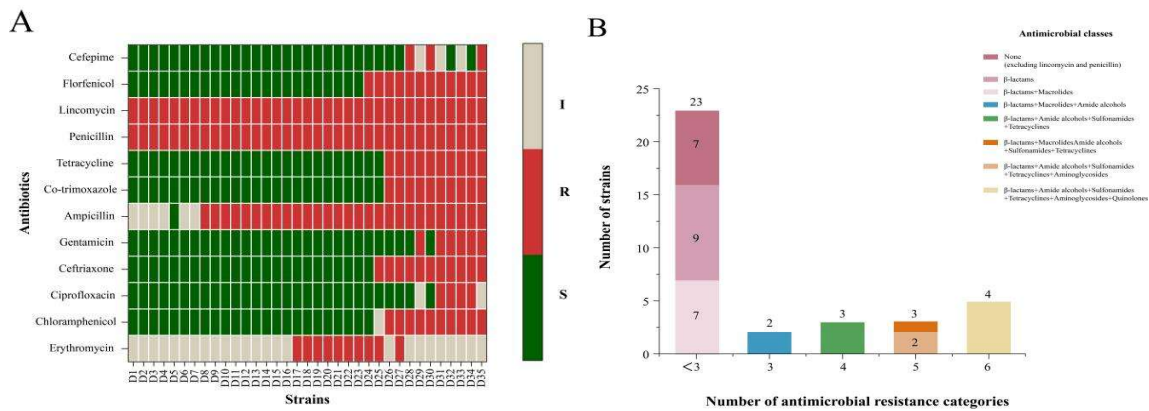 A
Cefepime
Florfenicol
Lincomycin
Penicillin
Tetracycline
Co-trimoxazole
Ampicillin
Gentamicin
Ceftriaxone
Ciprofloxacin
Chloramphenicol
Erythromycin
Antibiotics
D1 D2 D3 D4 D5 D6 D7 D8 D9 D10 D11 D12 D13 D14 D15 D16 D17 D18 D19 D20 D21 D22 D23 D24 D25 D26 D27 D28 D29 D30 D31 D32 D33 D34 D35
Strains
I
R
S
B
Antimicrobial classes
None
(excluding lincomycin and penicillin)
β-lactams
β-lactams+Macrolides
β-lactams+Macrolides+Amide alcohols
β-lactams+Amide alcohols+Sulfonamides
+Tetracyclines
β-lactams+MacrolidesAmide alcohols
+Sulfonamides+Tetracyclines
β-lactams+Amide alcohols+Sulfonamides
+Tetracyclines+Aminoglycosides
β-lactams+Amide alcohols+Sulfonamides
+Tetracyclines+Aminoglycosides+Quinolones
Number of strains
25
20
15
10
5
0
23
7
9
7
2
3
3
2
4
<3 3 4 5 6
Number of antimicrobial resistance categories